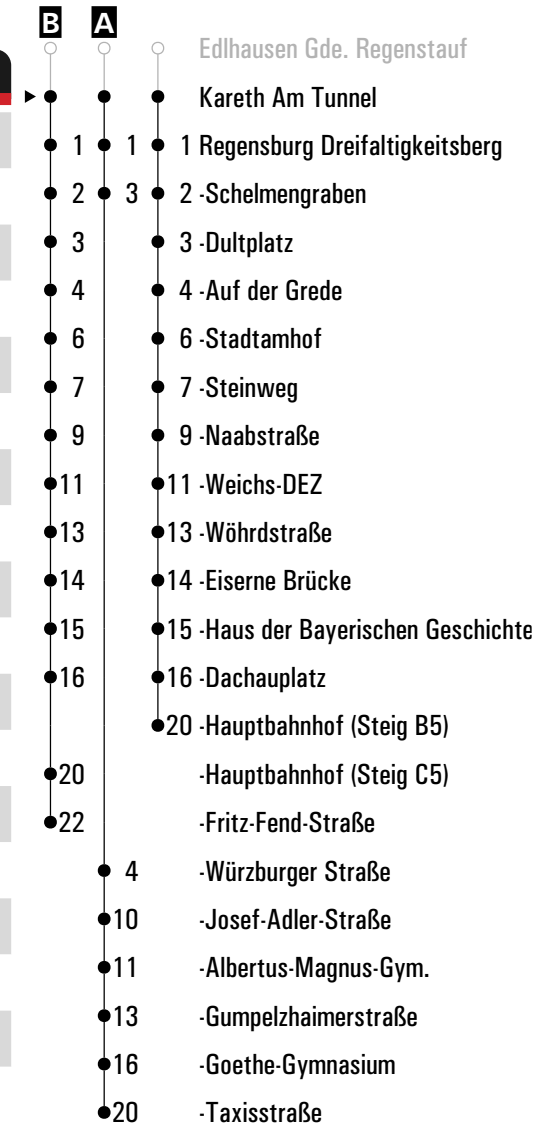 B A
Edlhausen Gde. Regenstauf
Kareth Am Tunnel
1 1 1 Regensburg Dreifaltigkeitsberg
2 3 2 -Schelmengraben
3 3 -Dultplatz
4 4 -Auf der Grede
6 6 -Stadtamhof
7 7 -Steinweg
9 9 -Naabstraße
11 11 -Weichs-DEZ
13 13 -Wöhrdstraße
14 14 -Eiserne Brücke
15 15 -Haus der Bayerischen Geschichte
16 16 -Dachauplatz
20 -Hauptbahnhof (Steig B5)
20 -Hauptbahnhof (Steig C5)
22 -Fritz-Fend-Straße
4 -Würzburger Straße
10 -Josef-Adler-Straße
11 -Albertus-Magnus-Gym.
13 -Gumpelzhaimerstraße
16 -Goethe-Gymnasium
20 -Taxisstraße